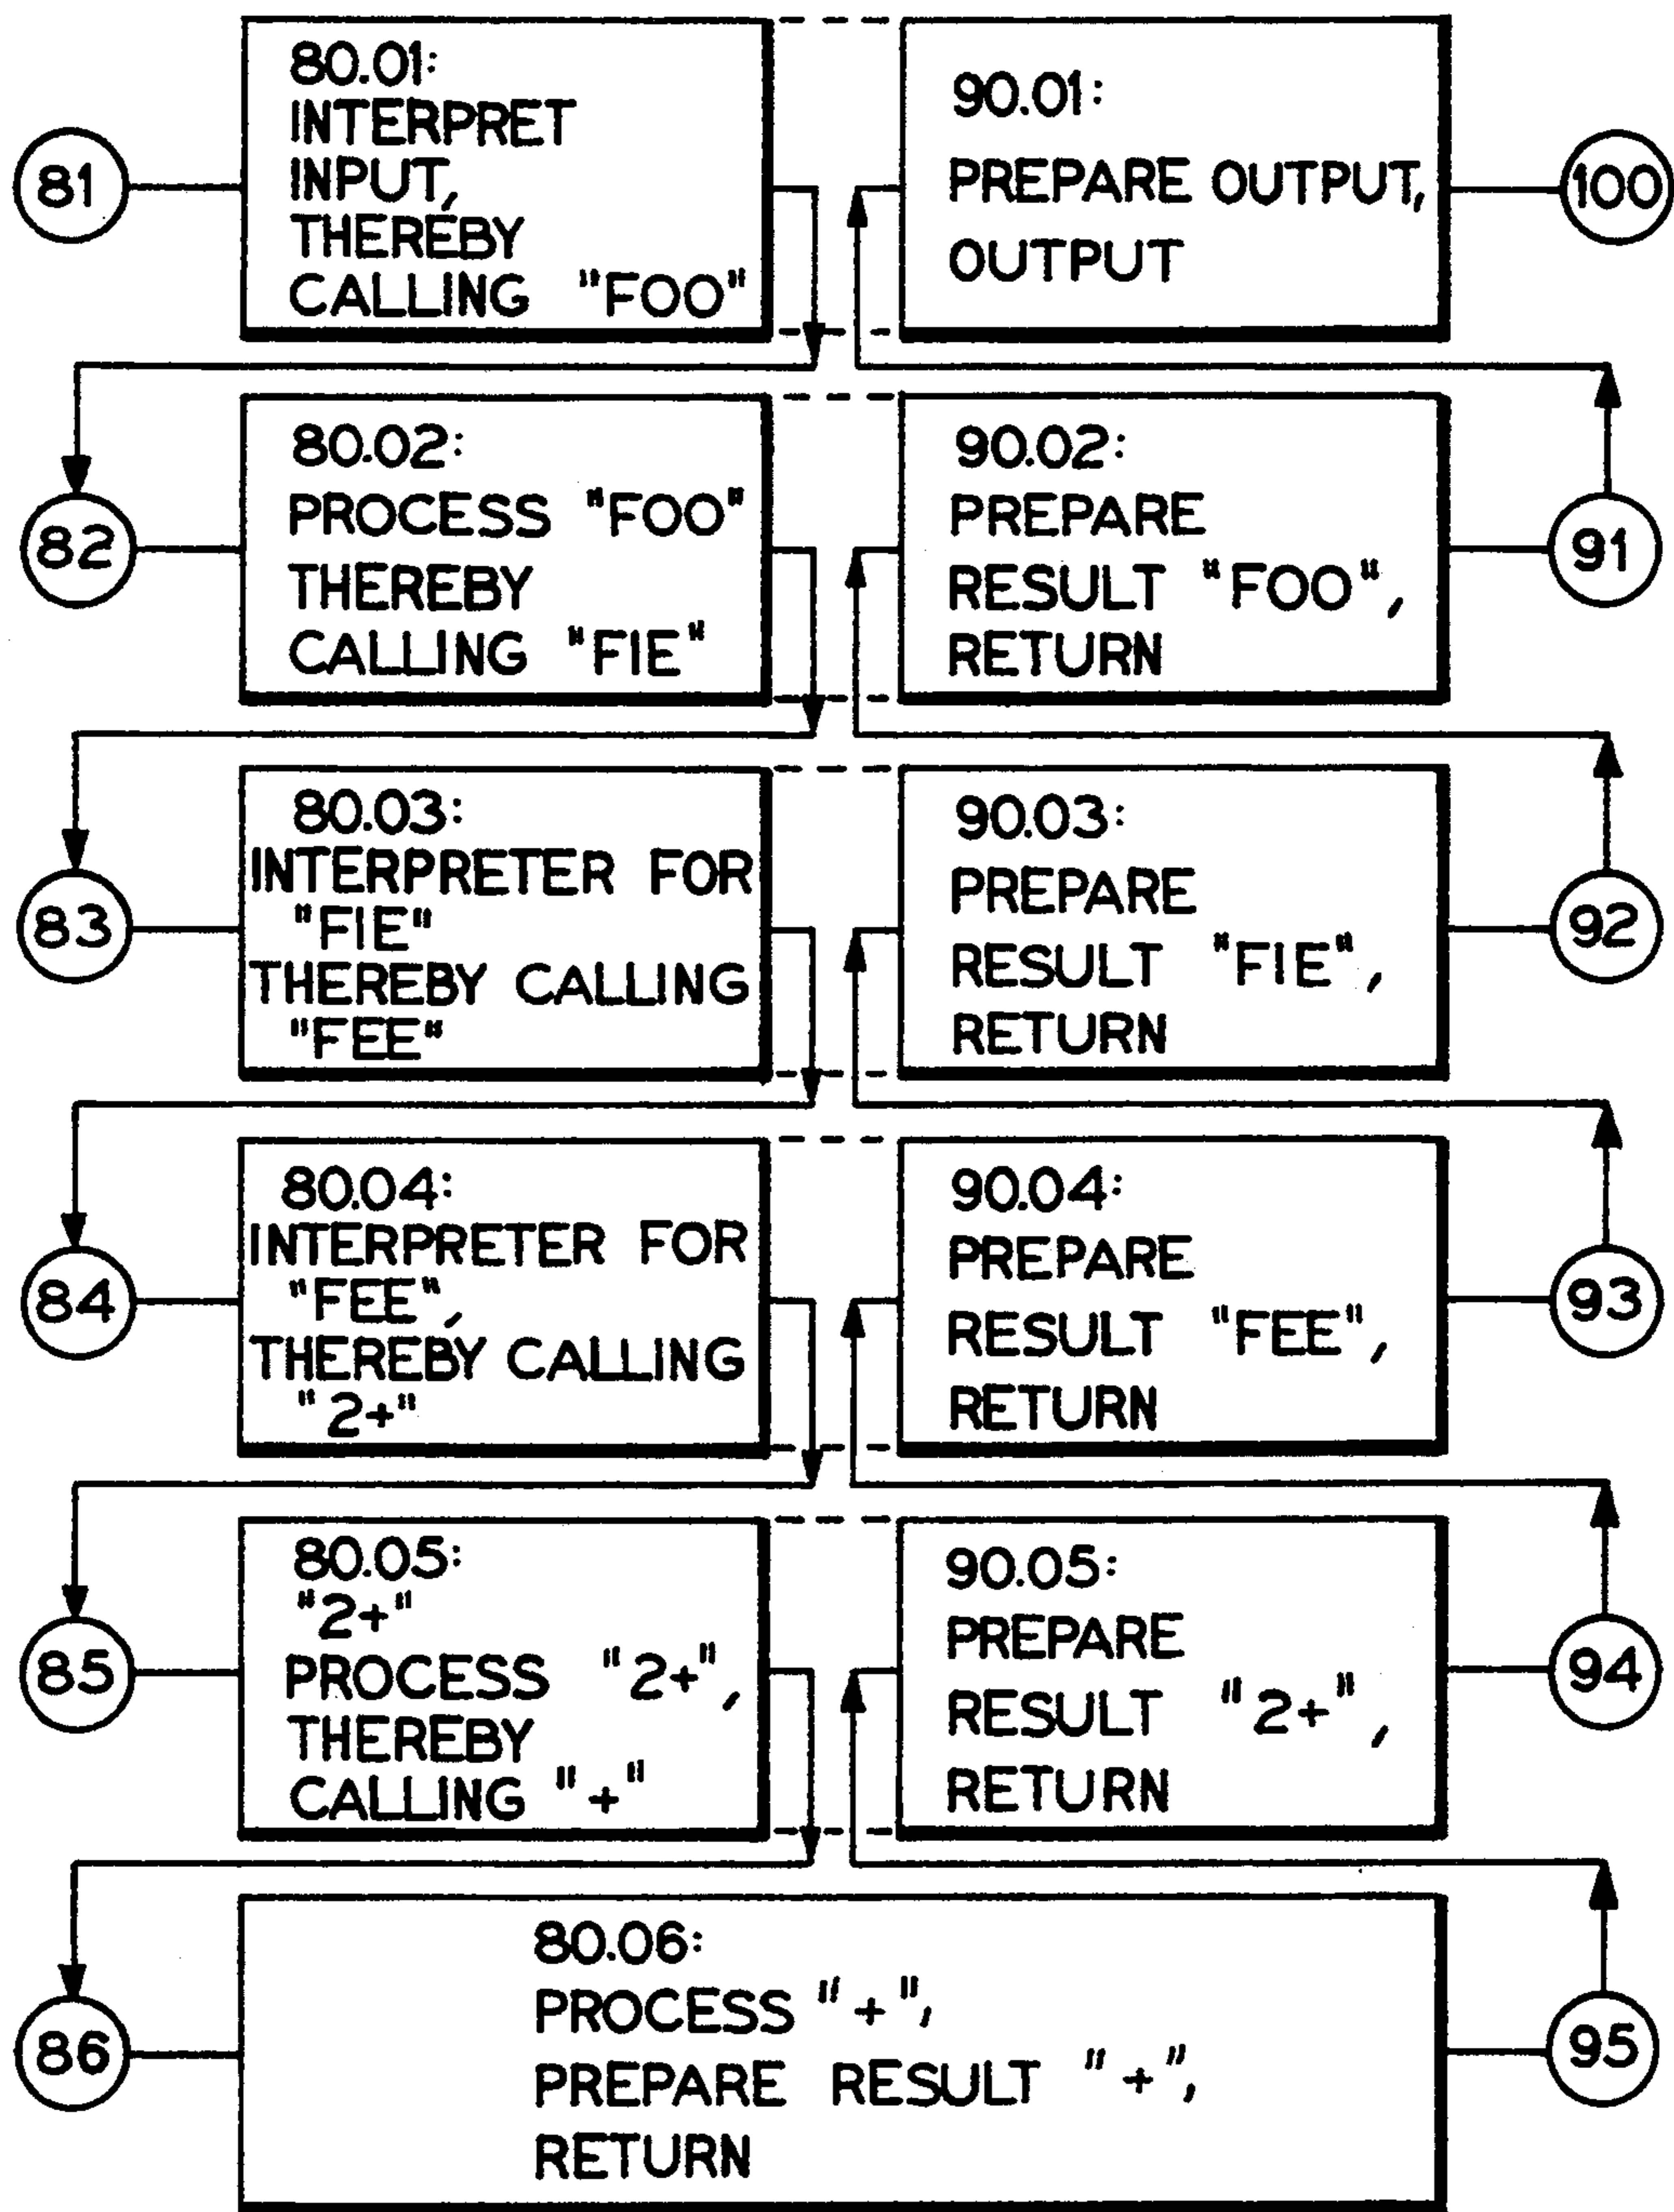 81
80.01:
INTERPRET
INPUT,
THEREBY
CALLING "FOO"
90.01:
PREPARE OUTPUT,
OUTPUT
100
82
80.02:
PROCESS "FOO"
THEREBY
CALLING "FIE"
90.02:
PREPARE
RESULT "FOO",
RETURN
91
83
80.03:
INTERPRETER FOR
"FIE"
THEREBY CALLING
"FEE"
90.03:
PREPARE
RESULT "FIE",
RETURN
92
84
80.04:
INTERPRETER FOR
"FEE",
THEREBY CALLING
"2+"
90.04:
PREPARE
RESULT "FEE",
RETURN
93
85
80.05:
"2+"
PROCESS "2+",
THEREBY
CALLING "+"
90.05:
PREPARE
RESULT "2+",
RETURN
94
86
80.06:
PROCESS "+",
PREPARE RESULT "+",
RETURN
95